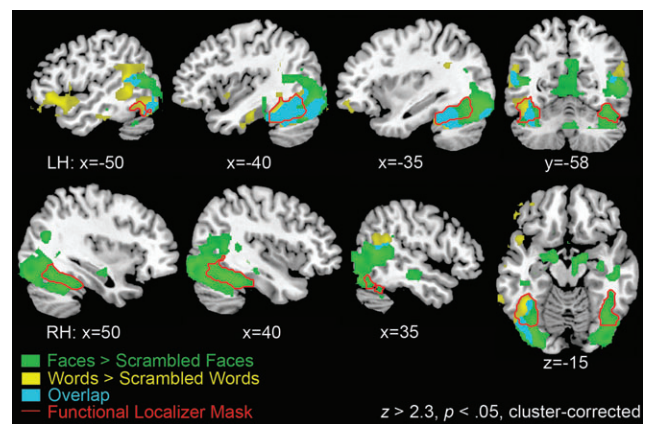 LH: x=-50
x=-40
x=-35
y=-58
RH: x=50
x=40
x=35
z=-15
Faces > Scrambled Faces
Words > Scrambled Words
Overlap
Functional Localizer Mask
z > 2.3, p < .05, cluster-corrected